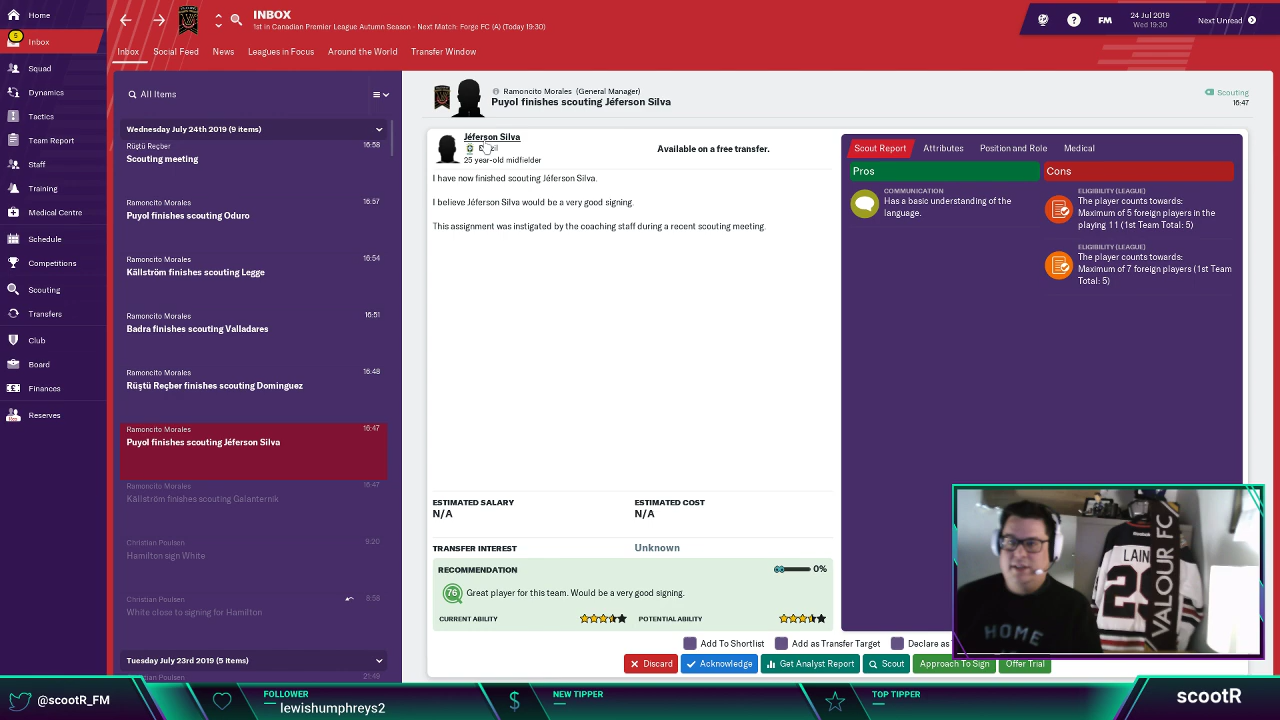 Home
5
Inbox
Squad
Dynamics
Tactics
Team Report
Staff
Training
Medical Centre
Schedule
Competitions
Scouting
Transfers
Club
Board
Finances
Reserves
INBOX
1st in Canadian Premier League Autumn Season - Next Match: Forge FC (A) (Today 19:30)
FM
24 Jul 2019
Wed 19:30
Next Unread
Inbox
Social Feed
News
Leagues in Focus
Around the World
Transfer Window
All Items
Wednesday July 24th 2019 (9 items)
Rüştü Reçber
16:58
Scouting meeting
Ramoncito Morales
16:57
Puyol finishes scouting Oduro
Ramoncito Morales
16:54
Källström finishes scouting Legge
Ramoncito Morales
16:51
Badra finishes scouting Valladares
Ramoncito Morales
16:48
Rüştü Reçber finishes scouting Dominguez
Ramoncito Morales
16:47
Puyol finishes scouting Jéferson Silva
Ramoncito Morales
16:47
Källström finishes scouting Galanternik
Christian Poulsen
9:20
Hamilton sign White
Christian Poulsen
8:58
White close to signing for Hamilton
Tuesday July 23rd 2019 (5 items)
Christian Poulsen
21:49
Ramoncito Morales (General Manager)
Puyol finishes scouting Jéferson Silva
Scouting
16:47
Jéferson Silva
25 year-old midfielder
Available on a free transfer.
I have now finished scouting Jéferson Silva.
I believe Jéferson Silva would be a very good signing.
This assignment was instigated by the coaching staff during a recent scouting meeting.
ESTIMATED SALARY
N/A
ESTIMATED COST
N/A
TRANSFER INTEREST
Unknown
RECOMMENDATION
0%
76
Great player for this team. Would be a very good signing.
CURRENT ABILITY
POTENTIAL ABILITY
Scout Report
Attributes
Position and Role
Medical
Pros
COMMUNICATION
Has a basic understanding of the
language.
Cons
ELIGIBILITY (LEAGUE)
The player counts towards:
Maximum of 5 foreign players in the
playing 11 (1st Team Total: 5)
ELIGIBILITY (LEAGUE)
The player counts towards:
Maximum of 7 foreign players (1st Team
Total: 5)
Add To Shortlist
Add as Transfer Target
Declare as
Discard
Acknowledge
Get Analyst Report
Scout
Approach To Sign
Offer Trial
HOME
LAIN
2
VALOUR FC
@scootR_FM
FOLLOWER
lewishumphreys2
NEW TIPPER
TOP TIPPER
scootR